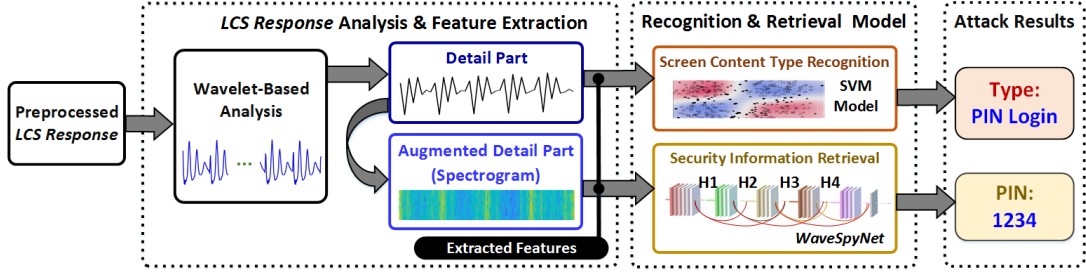 LCS Response Analysis & Feature Extraction
Recognition & Retrieval Model
Attack Results
Preprocessed
LCS Response
Wavelet-Based
Analysis
Detail Part
Augmented Detail Part
(Spectrogram)
Extracted Features
Screen Content Type Recognition
SVM
Model
Security Information Retrieval
H1 H2 H3 H4
WaveSpyNet
Type:
PIN Login
PIN:
1234